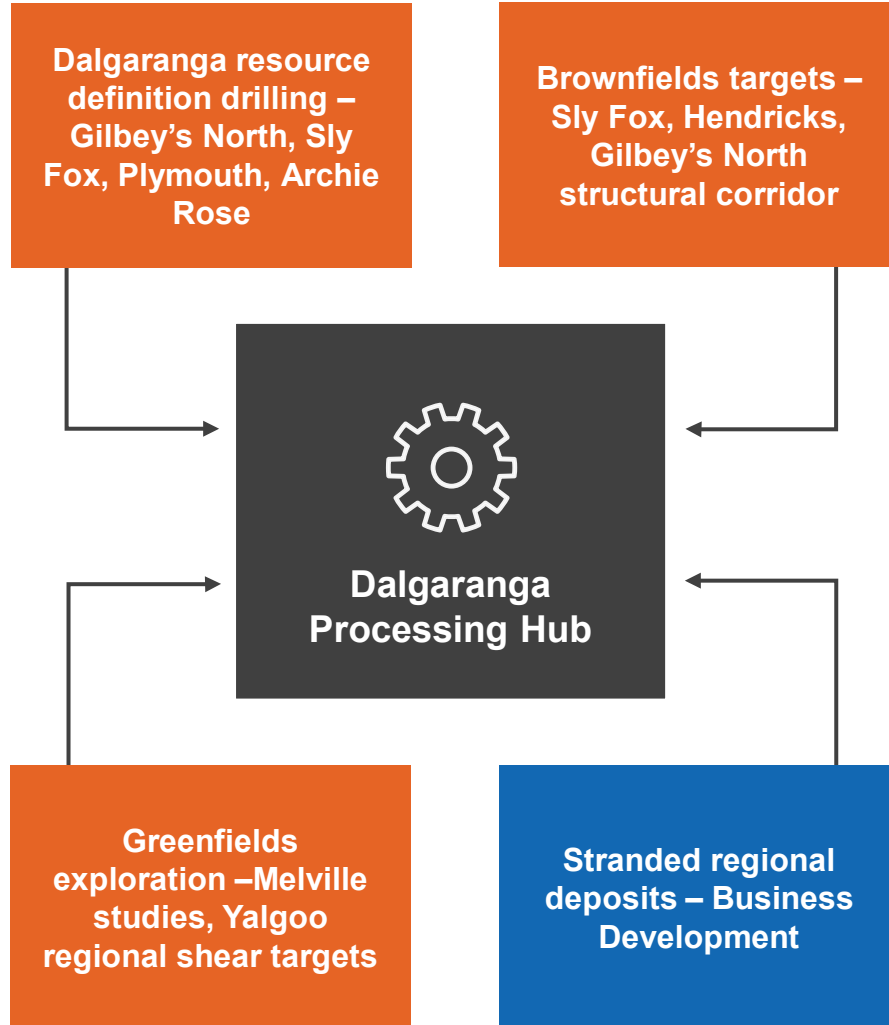 Dalgaranga resource
definition drilling –
Gilbey’s North, Sly
Fox, Plymouth, Archie
Rose
Brownfields targets –
Sly Fox, Hendricks,
Gilbey’s North
structural corridor
Dalgaranga
Processing Hub
Greenfields
exploration –Melville
studies, Yalgoo
regional shear targets
Stranded regional
deposits – Business
Development